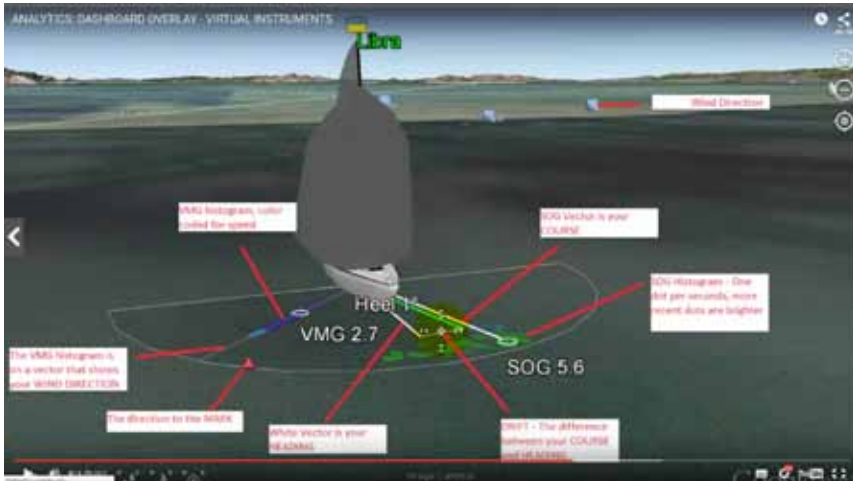 ANALYTICS: DASHBOARD OVERLAY - VIRTUAL INSTRUMENTS
Libra
Wind Direction
VMG histogram, color
coded for speed
SOG Vector is your
COURSE
SOG Histogram - One
dot per seconds, more
recent dots are brighter
Heel 1°
VMG 2.7
SOG 5.6
The VMG histogram is
on a vector that shows
your WIND DIRECTION
The direction to the MARK
White Vector is your
HEADING
DRIFT - The difference
between your COURSE
and HEADING